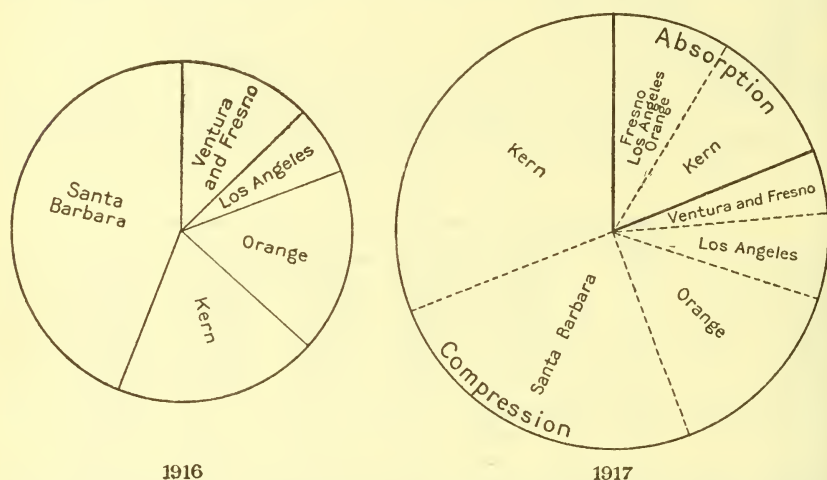 Ventura
and Fresno
Los Angeles
Santa
Barbara
Orange
Kern
1916
Absorption
Fresno
Los Angeles
Orange
Kern
Kern
Ventura and Fresno
Los Angeles
Orange
Santa Barbara
Compression
1917